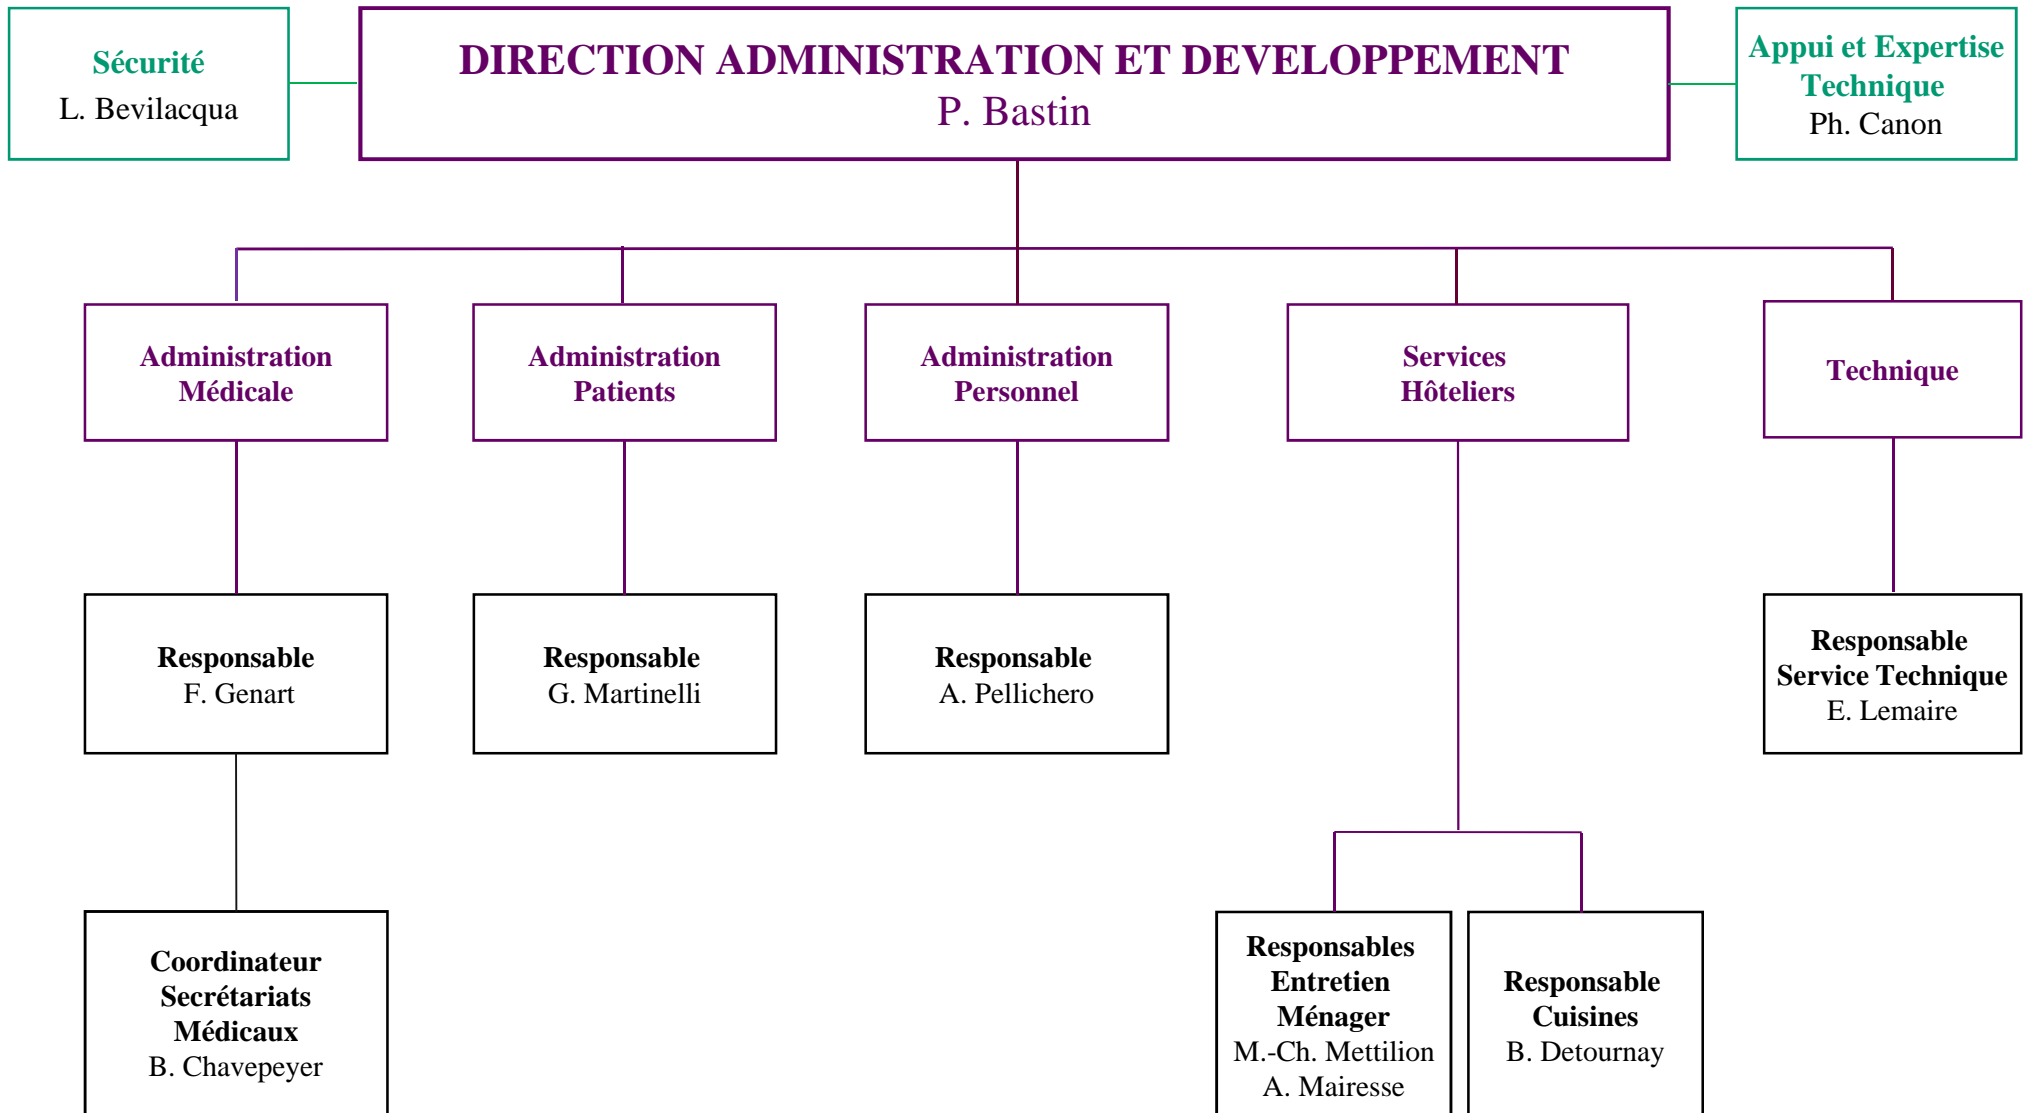 Sécurité
L. Bevilacqua
DIRECTION ADMINISTRATION ET DEVELOPPEMENT
P. Bastin
Appui et Expertise
Technique
Ph. Canon
Administration
Médicale
Administration
Patients
Administration
Personnel
Services
Hôteliers
Technique
Responsable
F. Genart
Responsable
G. Martinelli
Responsable
A. Pellichero
Responsable
Service Technique
E. Lemaire
Coordinateur
Secrétariats
Médicaux
B. Chavepeyer
Responsables
Entretien
Ménager
M.-Ch. Mettilion
A. Mairesse
Responsable
Cuisines
B. Detournay